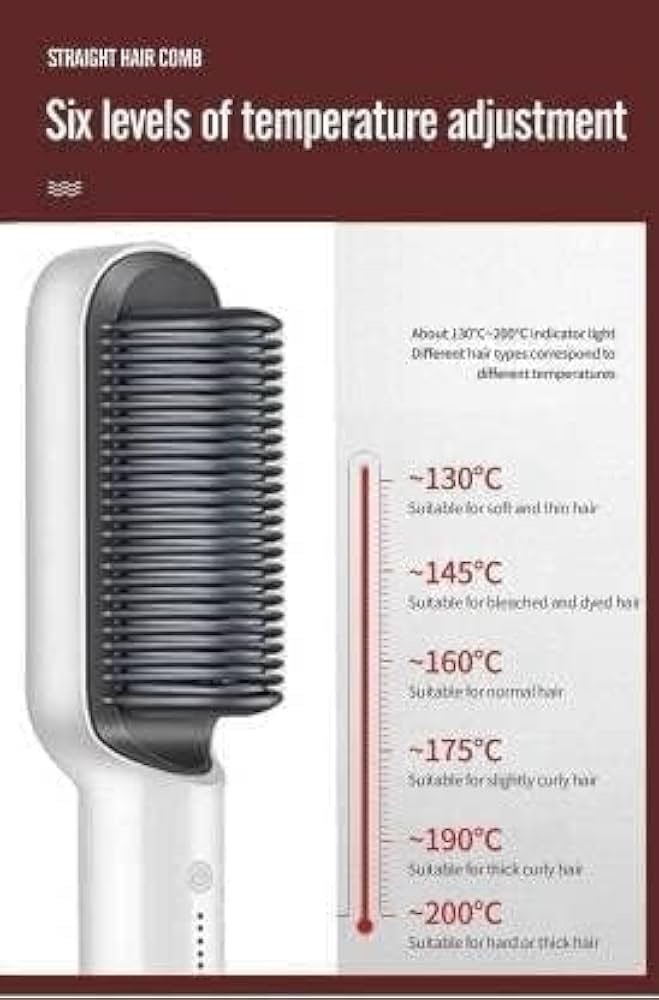 STRAIGHT HAIR COMB
Six levels of temperature adjustment
About 130°C~200°C indicator light
Different hair types correspond to
different temperatures
~130°C
Suitable for soft and thin hair
~145°C
Suitable for bleached and dyed hair
~160°C
Suitable for normal hair
~175°C
Suitable for slightly curly hair
~190°C
Suitable for thick curly hair
~200°C
Suitable for hard or thick hair